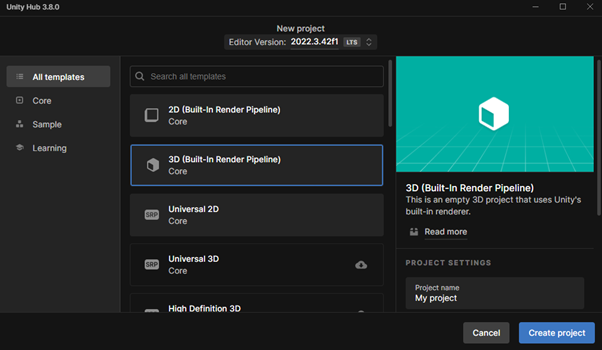 Unity Hub 3.8.0
New project
Editor Version: 2022.3.42f1 LTS
All templates
Core
Sample
Learning
Search all templates
2D (Built-In Render Pipeline)
Core
3D (Built-In Render Pipeline)
Core
SRP
Universal 2D
Core
SRP
Universal 3D
Core
SRP
High Definition 3D
3D (Built-In Render Pipeline)
This is an empty 3D project that uses Unity's
built-in renderer.
Read more
PROJECT SETTINGS
Project name
My project
Cancel
Create project